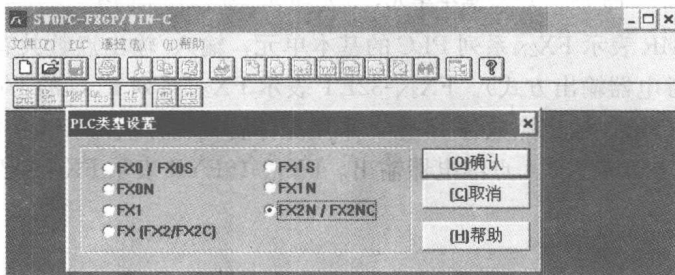 SWOPC-FXGP/WIN-C
文件(F) PLC 遥控(R) (H)帮助
PLC类型设置
FX0 / FX0S
FX0N
FX1
FX (FX2/FX2C)
FX1S
FX1N
FX2N / FX2NC
(O)确认
(C)取消
(H)帮助